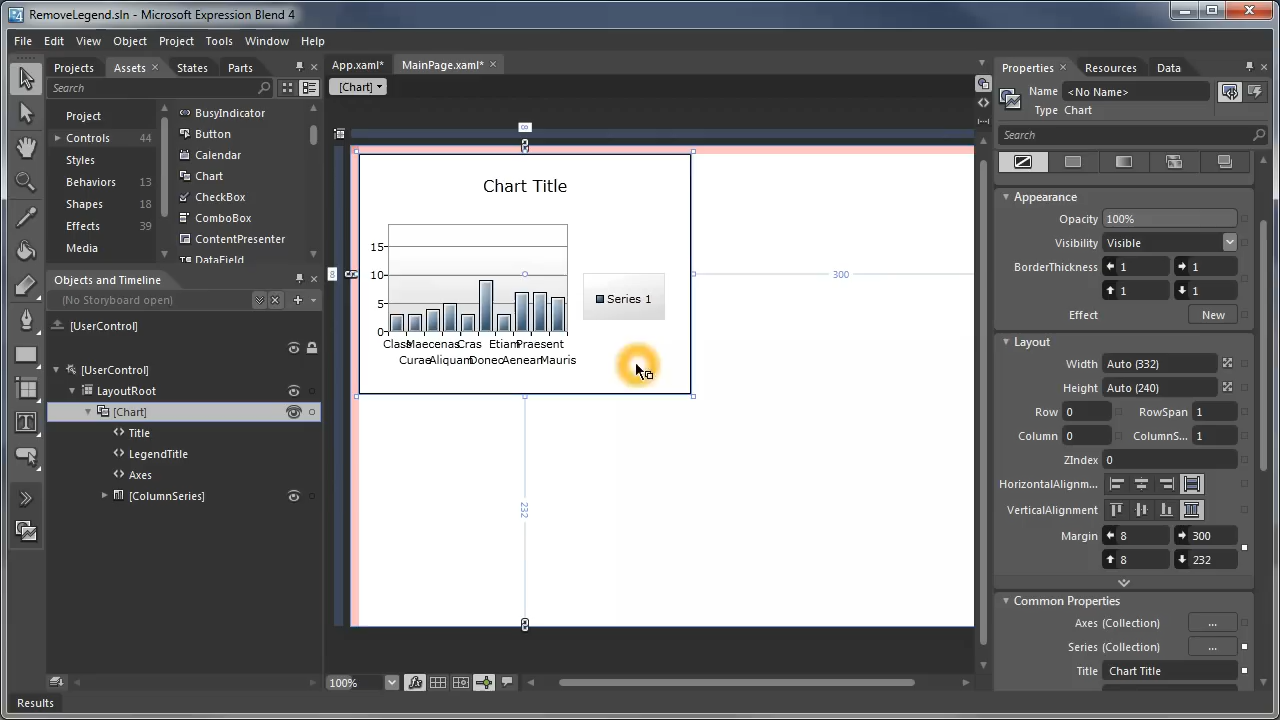 RemoveLegend.sln - Microsoft Expression Blend 4
File Edit View Object Project Tools Window Help
Projects Assets States Parts
Search
Project
Controls 44
Styles
Behaviors 13
Shapes 18
Effects 39
Media
BusyIndicator
Button
Calendar
Chart
CheckBox
ComboBox
ContentPresenter
DataField
Objects and Timeline
(No Storyboard open)
[UserControl]
[UserControl]
LayoutRoot
[Chart]
Title
LegendTitle
Axes
[ColumnSeries]
App.xaml* MainPage.xaml*
[Chart]
8
8
300
232
Chart Title
15
10
5
0
Class Maecenas Cras Etiam Praesent
Curae Aliquam Donec Aenean Mauris
Series 1
100%
Results
Properties Resources Data
Name <No Name>
Type Chart
Search
Appearance
Opacity 100%
Visibility Visible
BorderThickness 1 1
1 1
Effect New
Layout
Width Auto (332)
Height Auto (240)
Row 0 RowSpan 1
Column 0 ColumnS... 1
ZIndex 0
HorizontalAlignm...
VerticalAlignment
Margin 8 300
8 232
Common Properties
Axes (Collection) ...
Series (Collection) ...
Title Chart Title